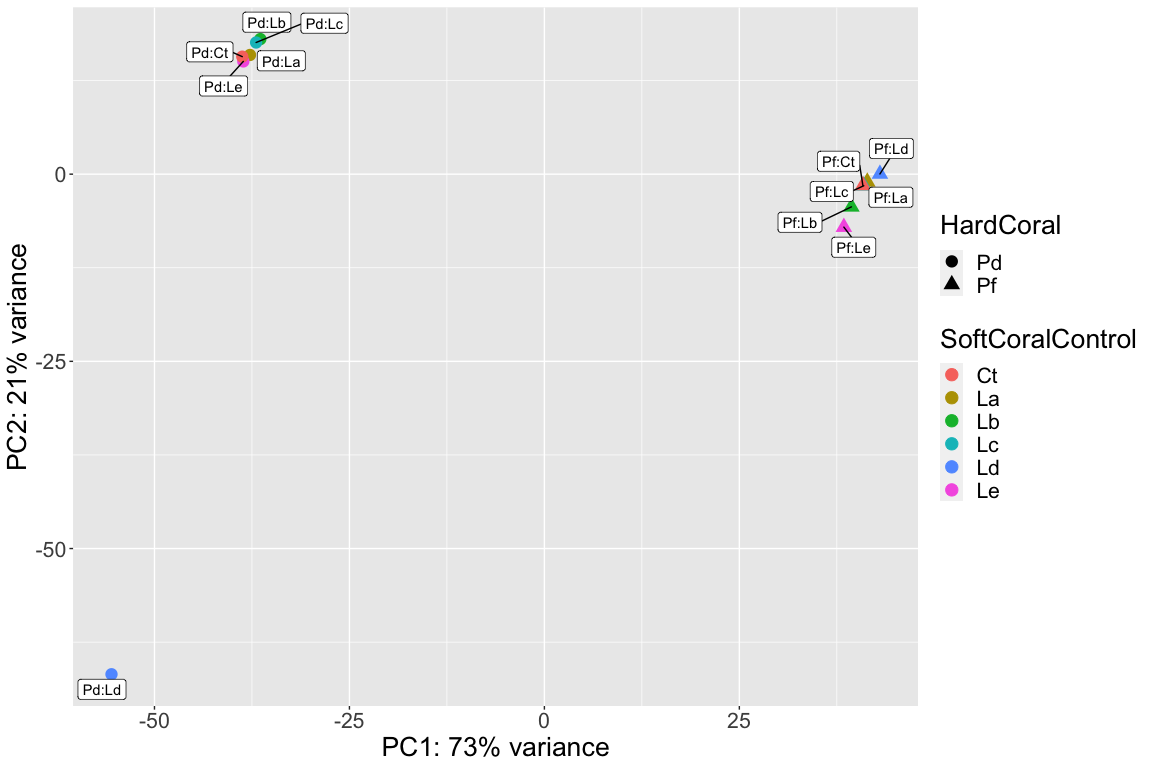 Pd:Lb
Pd:Lc
Pd:Ct
Pd:La
Pd:Le
Pf:Ld
Pf:Ct
Pf:Lc
Pf:La
Pf:Lb
Pf:Le
Pd:Ld
0
-25
-50
PC2: 21% variance
-50
-25
0
25
PC1: 73% variance
HardCoral
Pd
Pf
SoftCoralControl
Ct
La
Lb
Lc
Ld
Le